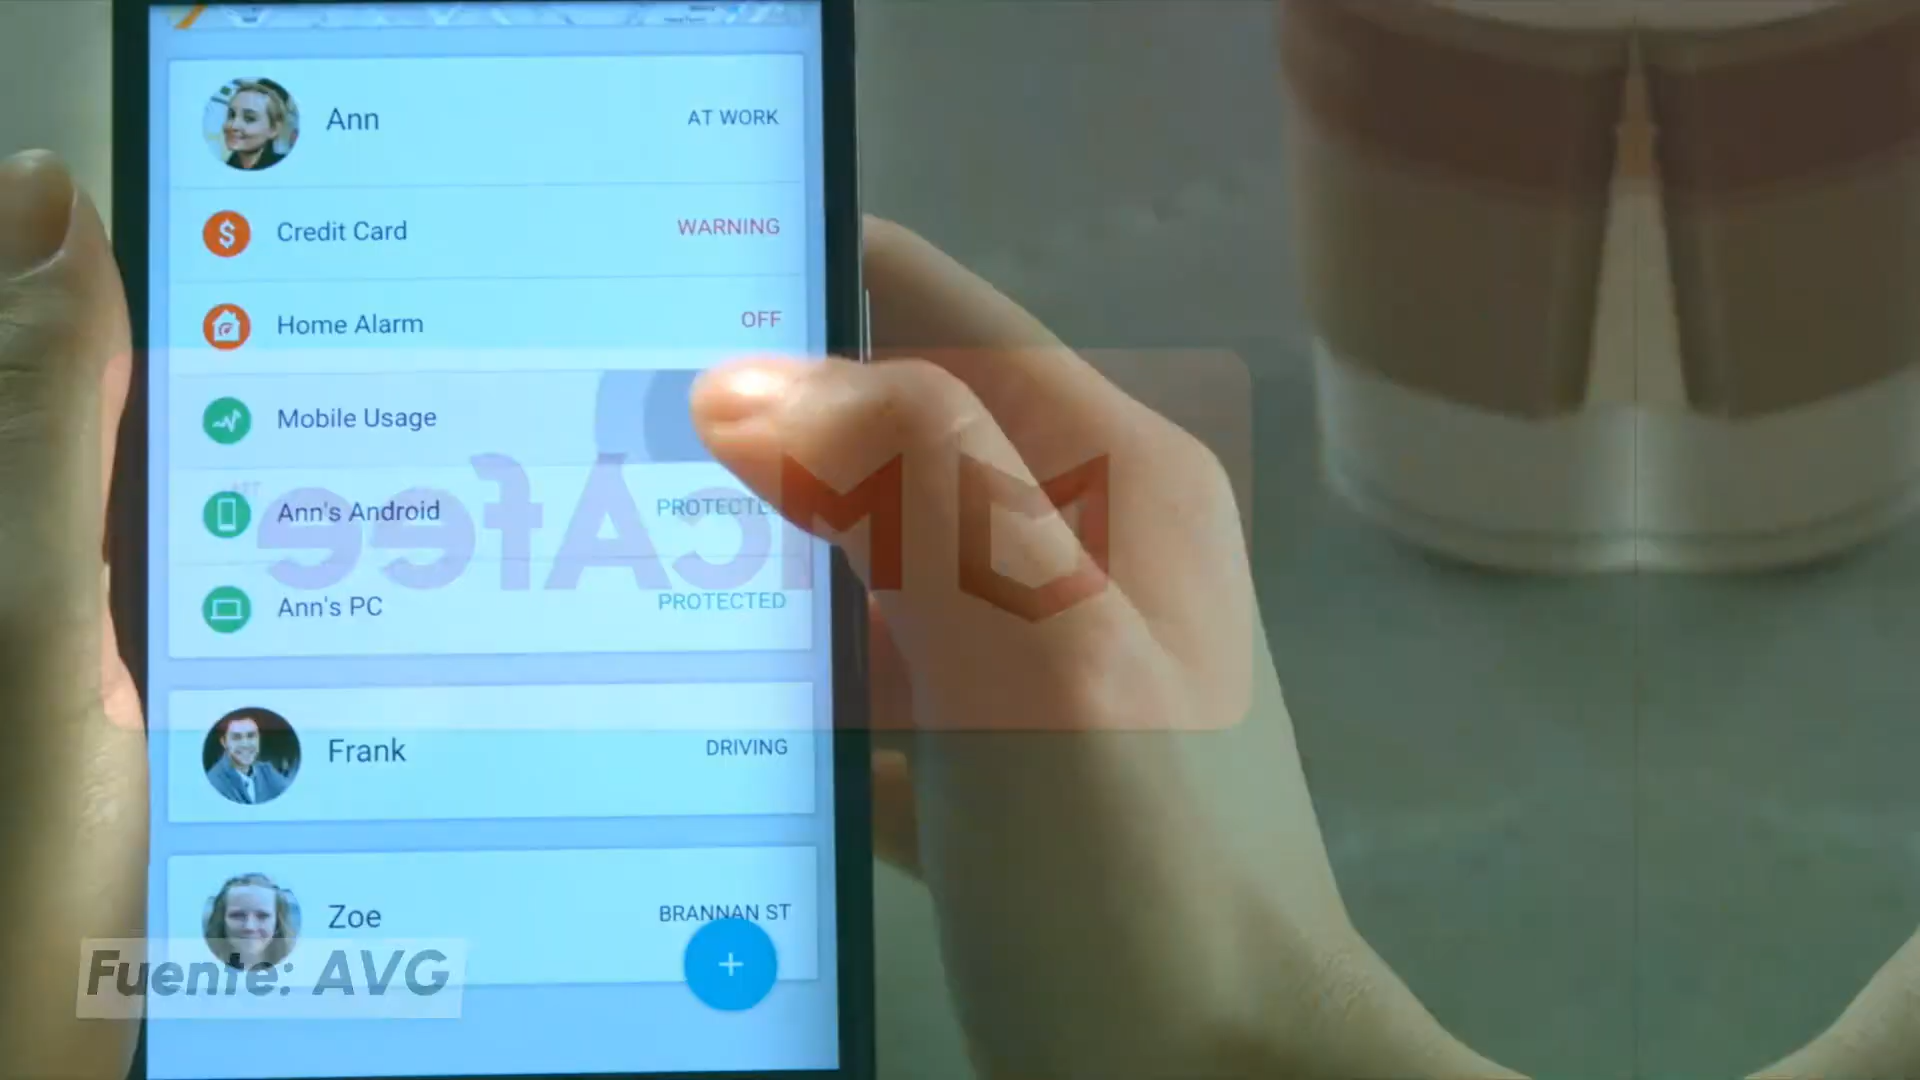 Ann AT WORK
Credit Card WARNING
Home Alarm OFF
Mobile Usage
Ann's Android PROTECTED
McAfee
Ann's PC PROTECTED
Frank DRIVING
Zoe BRANNAN ST
+
Fuente: AVG